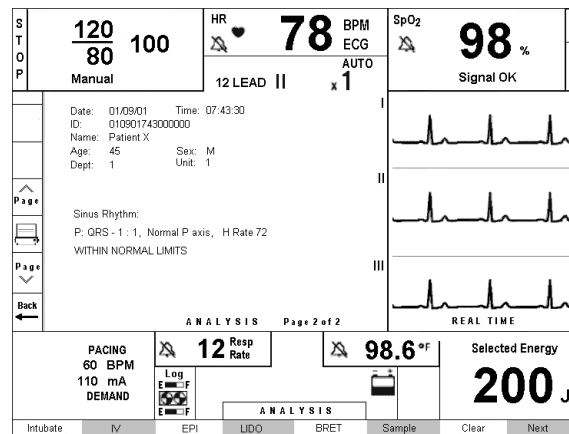 S
T
O
P
120
80
100
Manual
HR
78
BPM
ECG
AUTO
12 LEAD II
x 1
SpO2
98 %
Signal OK
Date: 01/09/01 Time: 07:43:30
ID: 010901743000000
Name: Patient X
Age: 45 Sex: M
Dept: 1 Unit: 1
Sinus Rhythm:
P: QRS - 1 : 1, Normal P axis, H Rate 72
WITHIN NORMAL LIMITS
ANALYSIS Page 2 of 2
Page
Page
Back
I
II
III
REAL TIME
PACING
60 BPM
110 mA
DEMAND
12 Resp Rate
Log
E F
E F
98.6 °F
- +
ANALYSIS
Selected Energy
200 J
Intubate IV EPI LIDO BRET Sample Clear Next